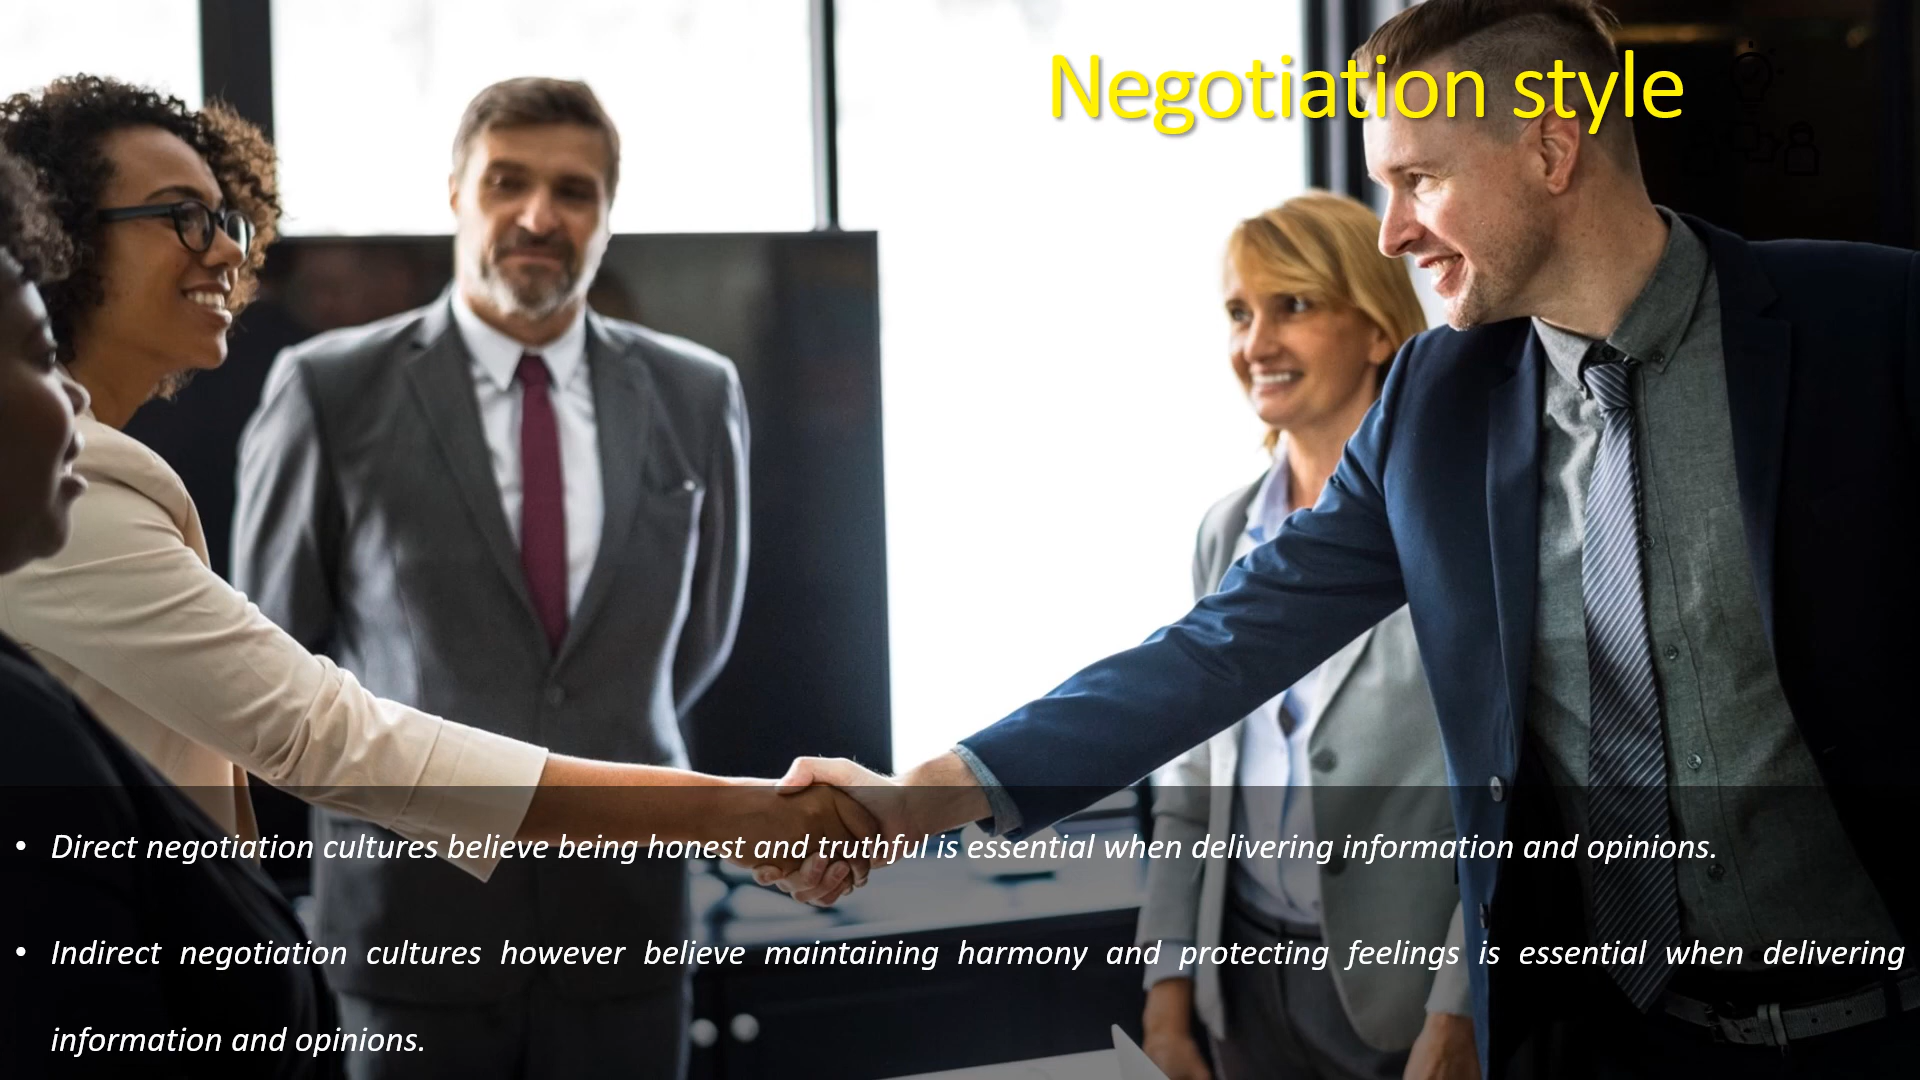 Negotiation style
• Direct negotiation cultures believe being honest and truthful is essential when delivering information and opinions.
• Indirect negotiation cultures however believe maintaining harmony and protecting feelings is essential when delivering
information and opinions.